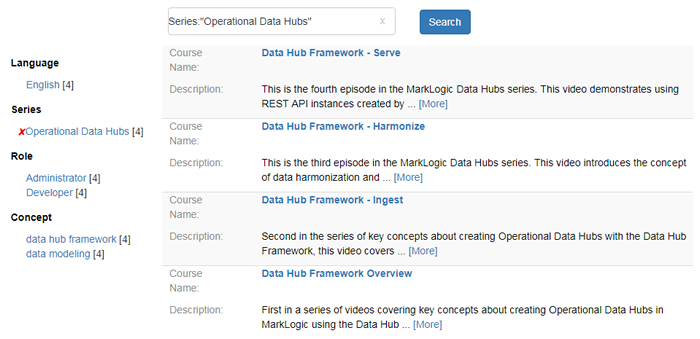 Series:"Operational Data Hubs" x Search
Language
English [4]
Series
✘Operational Data Hubs [4]
Role
Administrator [4]
Developer [4]
Concept
data hub framework [4]
data modeling [4]
Course Name: Data Hub Framework - Serve
Description: This is the fourth episode in the MarkLogic Data Hubs series. This video demonstrates using
REST API instances created by ... [More]
Course Name: Data Hub Framework - Harmonize
Description: This is the third episode in the MarkLogic Data Hubs series. This video introduces the concept
of data harmonization and ... [More]
Course Name: Data Hub Framework - Ingest
Description: Second in the series of key concepts about creating Operational Data Hubs with the Data Hub
Framework, this video covers ... [More]
Course Name: Data Hub Framework Overview
Description: First in a series of videos covering key concepts about creating Operational Data Hubs in
MarkLogic using the Data Hub ... [More]